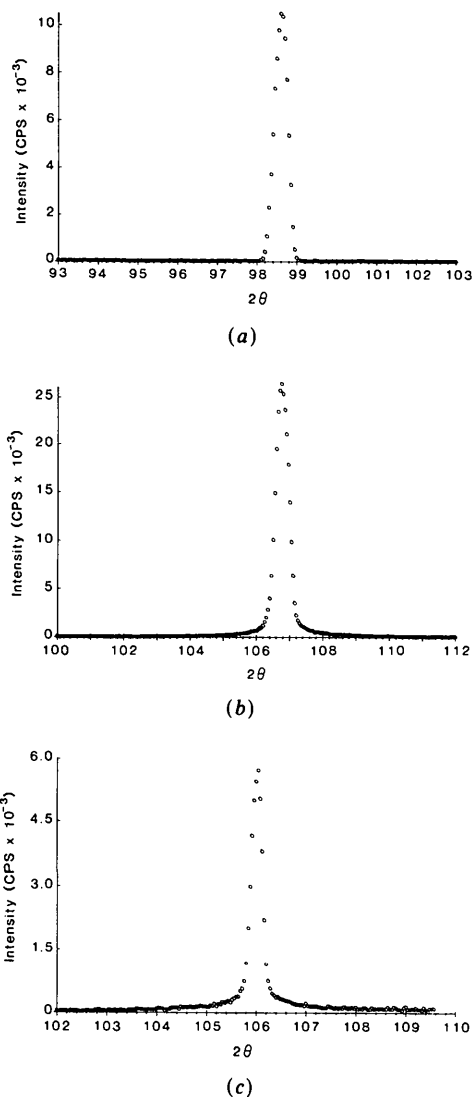 Intensity (CPS x 10⁻³)
10
8
6
4
2
0
93 94 95 96 97 98 99 100 101 102 103
2θ
(a)
Intensity (CPS x 10⁻³)
25
20
15
10
5
0
100 102 104 106 108 110 112
2θ
(b)
Intensity (CPS x 10⁻³)
6.0
4.5
3.0
1.5
0
102 103 104 105 106 107 108 109 110
2θ
(c)